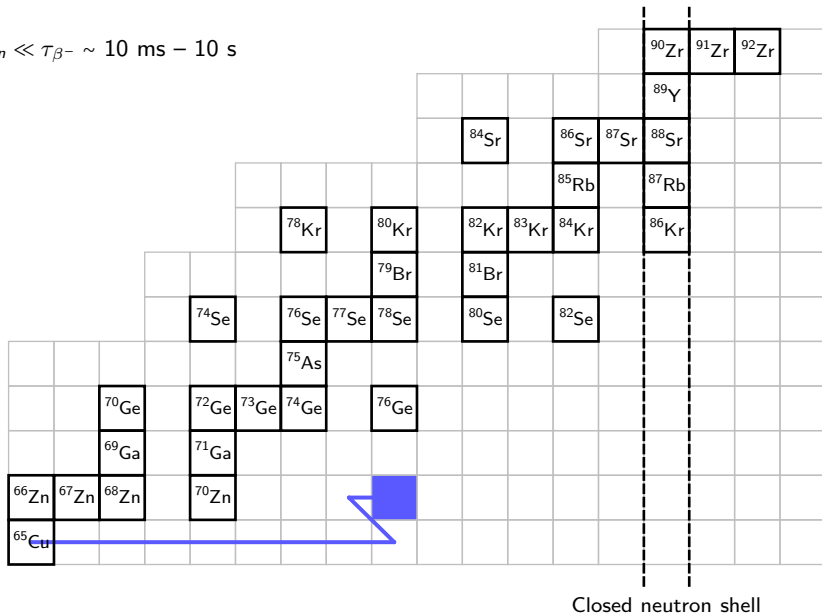 n ≪ τβ⁻ ~ 10 ms – 10 s
⁹⁰Zr ⁹¹Zr ⁹²Zr
⁸⁹Y
⁸⁴Sr ⁸⁶Sr ⁸⁷Sr ⁸⁸Sr
⁸⁵Rb ⁸⁷Rb
⁷⁸Kr ⁸⁰Kr ⁸²Kr ⁸³Kr ⁸⁴Kr ⁸⁶Kr
⁷⁹Br ⁸¹Br
⁷⁴Se ⁷⁶Se ⁷⁷Se ⁷⁸Se ⁸⁰Se ⁸²Se
⁷⁵As
⁷⁰Ge ⁷²Ge ⁷³Ge ⁷⁴Ge ⁷⁶Ge
⁶⁹Ga ⁷¹Ga
⁶⁶Zn ⁶⁷Zn ⁶⁸Zn ⁷⁰Zn
⁶⁵Cu
Closed neutron shell